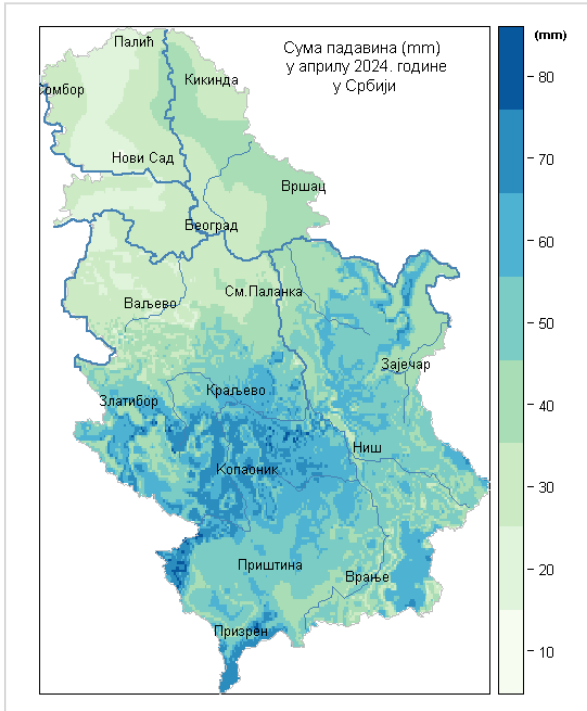 Сума падавина (mm)
у априлу 2024. године
у Србији
(mm)
Палић
Кикинда
омбор
Нови Сад
Вршац
Београд
Ваљево
См.Паланка
Зајечар
Златибор
Краљево
Ниш
Копаоник
Приштина
Врање
Призрен
80
70
60
50
40
30
20
10